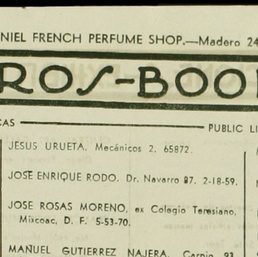 NIEL FRENCH PERFUME SHOP.—Madero 24
ROS-BOO
CAS PUBLIC LI
JESUS URUETA, Mecánicos 2. 65872.
JOSE ENRIQUE RODO. Dr. Navarro 87. 2-18-59.
JOSE ROSAS MORENO, ex Colegio Teresiano,
Mixcoac, D. F. 5-53-70.
MANUEL GUTIERREZ NAJERA, Carpio 93